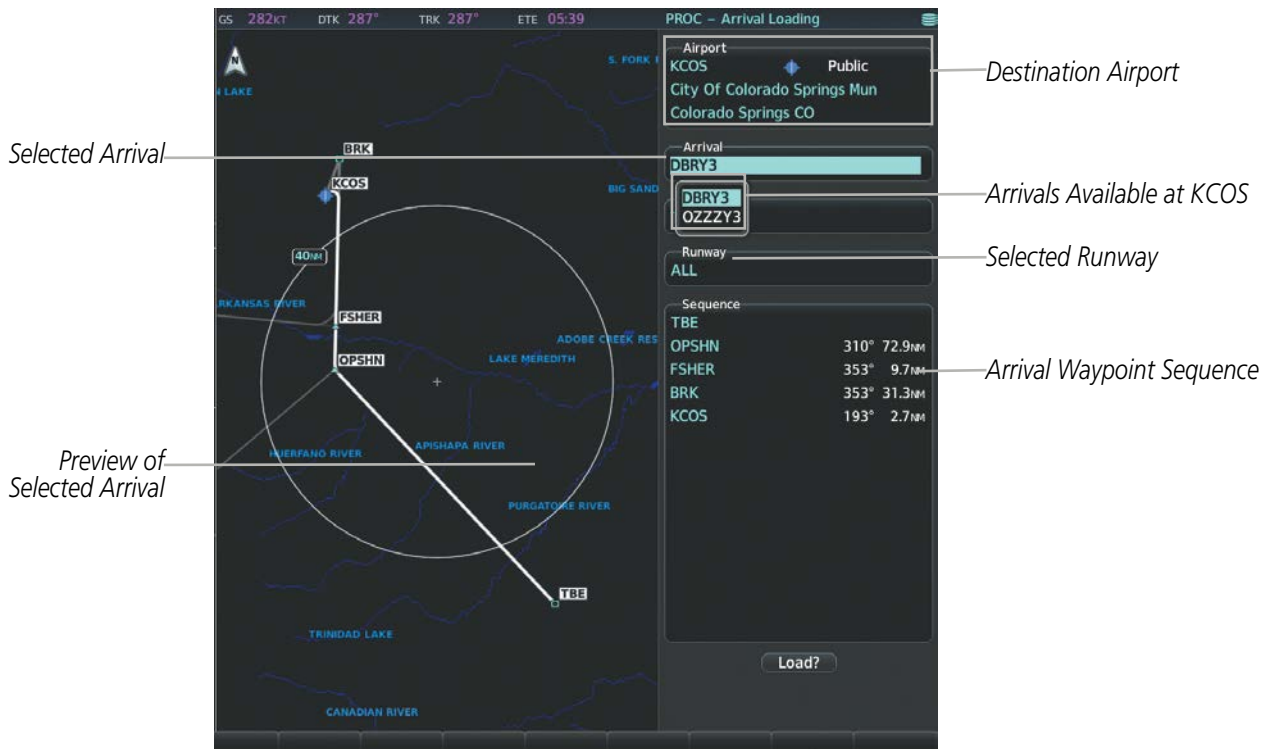 GS 282KT DTK 287° TRK 287° ETE 05:39 PROC – Arrival Loading
N
S. FORK
N LAKE
BRK
KCOS
BIG SAND
40NM
RKANSAS RIVER
FSHER
ADOBE CREEK RES
OPSHN
LAKE MEREDITH
HUERFANO RIVER
APISHAPA RIVER
PURGATOIRE RIVER
TBE
TRINIDAD LAKE
CANADIAN RIVER
Airport
KCOS Public
City Of Colorado Springs Mun
Colorado Springs CO
Arrival
DBRY3
DBRY3
OZZZY3
Runway
ALL
Sequence
TBE
OPSHN 310° 72.9NM
FSHER 353° 9.7NM
BRK 353° 31.3NM
KCOS 193° 2.7NM
Load?
Selected Arrival
Preview of
Selected Arrival
Destination Airport
Arrivals Available at KCOS
Selected Runway
Arrival Waypoint Sequence